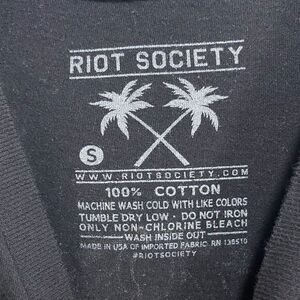 RIOT SOCIETY
S
WWW.RIOTSOCIETY.COM
100% COTTON
MACHINE WASH COLD WITH LIKE COLORS
TUMBLE DRY LOW · DO NOT IRON
ONLY NON-CHLORINE BLEACH
WASH INSIDE OUT
MADE IN USA OF IMPORTED FABRIC RN 136510
#RIOTSOCIETY